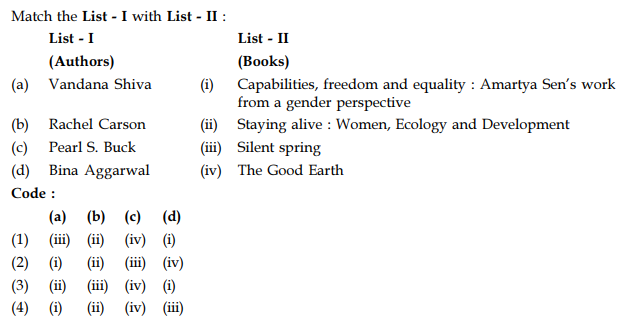 Match the List - I with List - II :
List - I List - II
(Authors) (Books)
(a) Vandana Shiva (i) Capabilities, freedom and equality : Amartya Sen's work
from a gender perspective
(b) Rachel Carson (ii) Staying alive : Women, Ecology and Development
(c) Pearl S. Buck (iii) Silent spring
(d) Bina Aggarwal (iv) The Good Earth
Code :
(a) (b) (c) (d)
(1) (iii) (ii) (iv) (i)
(2) (i) (ii) (iii) (iv)
(3) (ii) (iii) (iv) (i)
(4) (i) (ii) (iv) (iii)